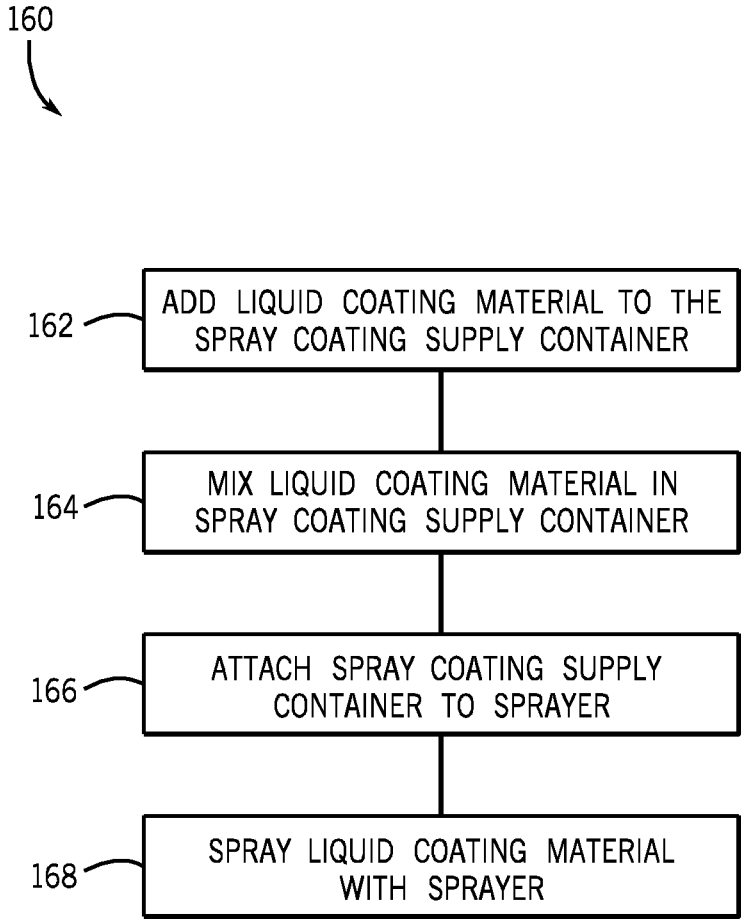 160
162
ADD LIQUID COATING MATERIAL TO THE
SPRAY COATING SUPPLY CONTAINER
164
MIX LIQUID COATING MATERIAL IN
SPRAY COATING SUPPLY CONTAINER
166
ATTACH SPRAY COATING SUPPLY
CONTAINER TO SPRAYER
168
SPRAY LIQUID COATING MATERIAL
WITH SPRAYER